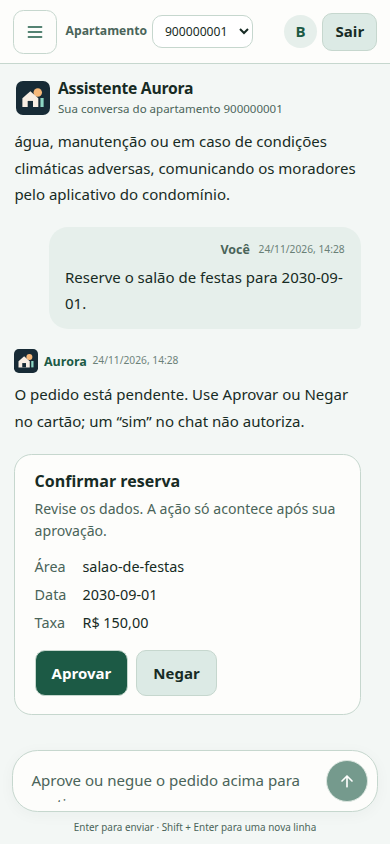 Apartamento 900000001 B Sair
Assistente Aurora
Sua conversa do apartamento 900000001
água, manutenção ou em caso de condições
climáticas adversas, comunicando os moradores
pelo aplicativo do condomínio.
Você 24/11/2026, 14:28
Reserve o salão de festas para 2030-09-
01.
Aurora 24/11/2026, 14:28
O pedido está pendente. Use Aprovar ou Negar
no cartão; um “sim” no chat não autoriza.
Confirmar reserva
Revise os dados. A ação só acontece após sua
aprovação.
Área salao-de-festas
Data 2030-09-01
Taxa R$ 150,00
Aprovar Negar
Aprove ou negue o pedido acima para
Enter para enviar · Shift + Enter para uma nova linha